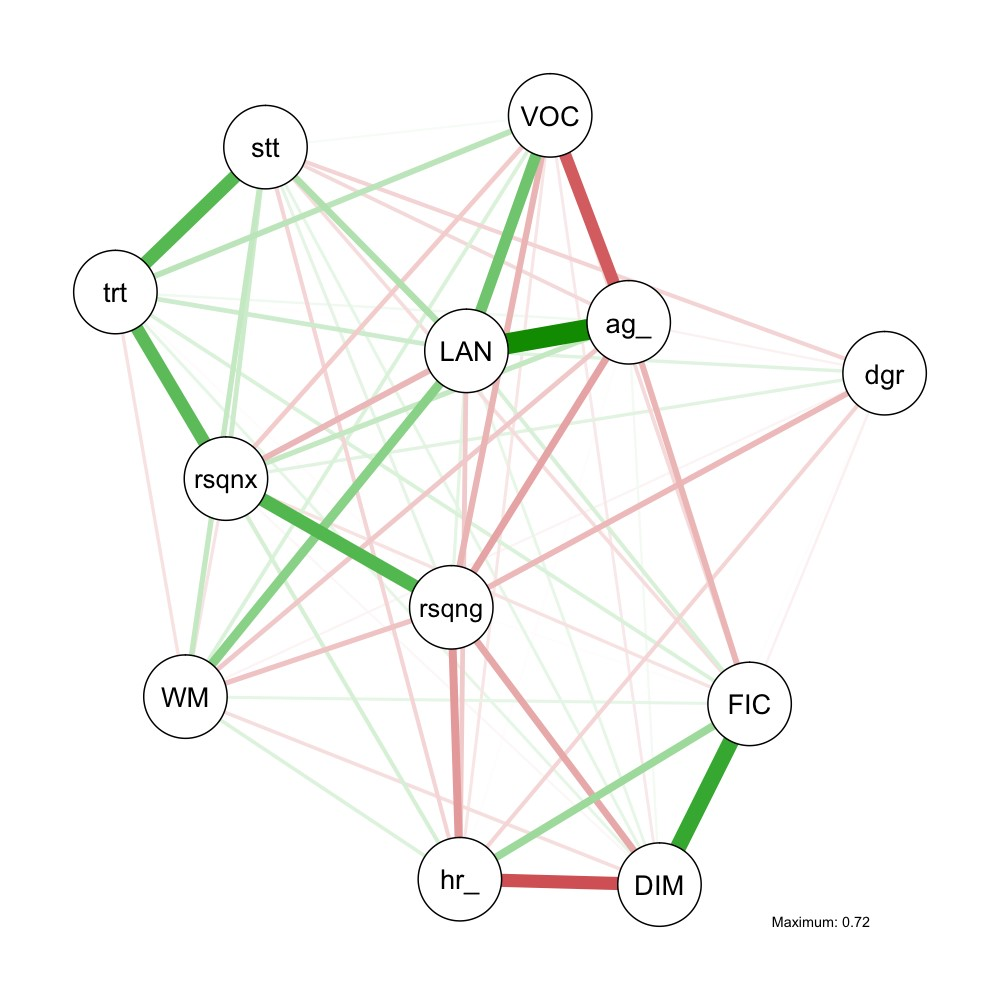 VOC
stt
trt
ag_
LAN
dgr
rsqnx
rsqng
WM
FIC
hr_
DIM
Maximum: 0.72